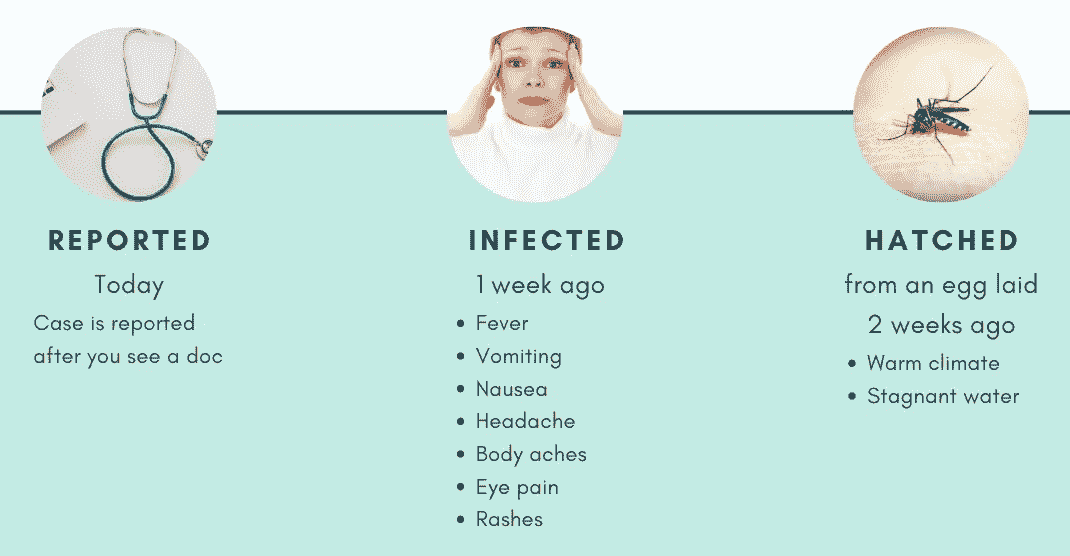 REPORTED
Today
Case is reported
after you see a doc
INFECTED
1 week ago
• Fever
• Vomiting
• Nausea
• Headache
• Body aches
• Eye pain
• Rashes
HATCHED
from an egg laid
2 weeks ago
• Warm climate
• Stagnant water